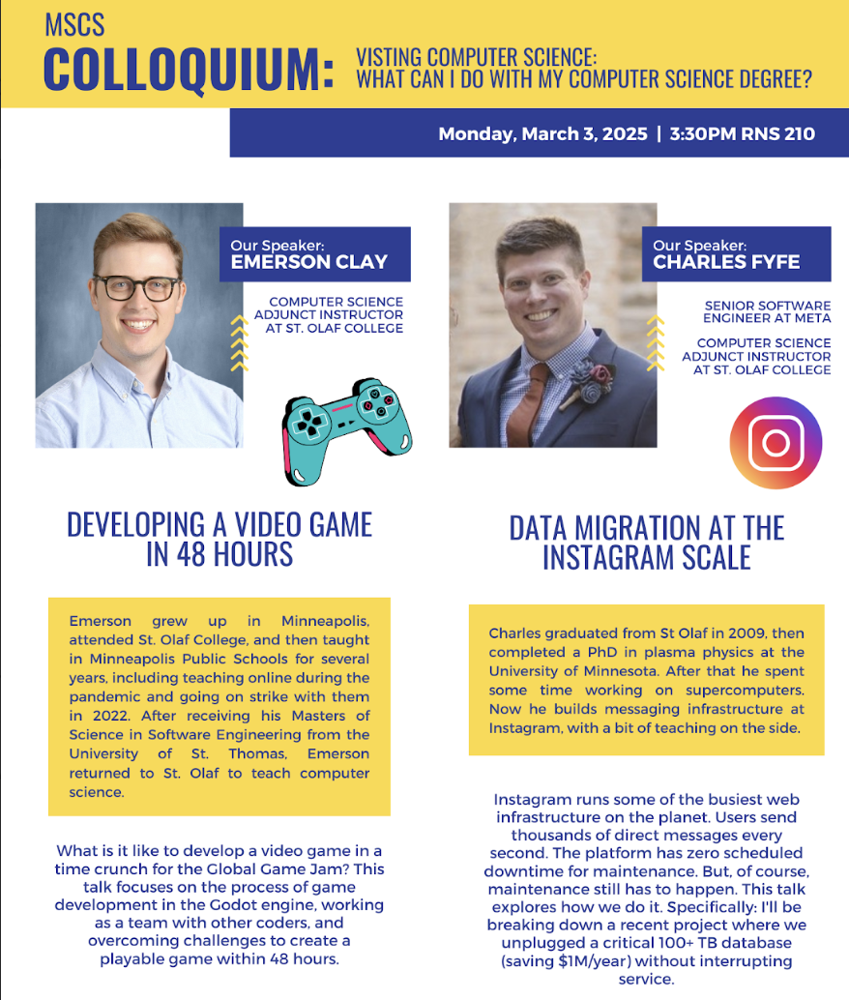 MSCS
COLLOQUIUM:
VISTING COMPUTER SCIENCE:
WHAT CAN I DO WITH MY COMPUTER SCIENCE DEGREE?
Monday, March 3, 2025 | 3:30PM RNS 210
Our Speaker:
EMERSON CLAY
COMPUTER SCIENCE
ADJUNCT INSTRUCTOR
AT ST. OLAF COLLEGE
DEVELOPING A VIDEO GAME
IN 48 HOURS
Emerson grew up in Minneapolis,
attended St. Olaf College, and then taught
in Minneapolis Public Schools for several
years, including teaching online during the
pandemic and going on strike with them
in 2022. After receiving his Masters of
Science in Software Engineering from the
University of St. Thomas, Emerson
returned to St. Olaf to teach computer
science.
What is it like to develop a video game in a
time crunch for the Global Game Jam? This
talk focuses on the process of game
development in the Godot engine, working
as a team with other coders, and
overcoming challenges to create a
playable game within 48 hours.
Our Speaker:
CHARLES FYFE
SENIOR SOFTWARE
ENGINEER AT META
COMPUTER SCIENCE
ADJUNCT INSTRUCTOR
AT ST. OLAF COLLEGE
DATA MIGRATION AT THE
INSTAGRAM SCALE
Charles graduated from St Olaf in 2009, then
completed a PhD in plasma physics at the
University of Minnesota. After that he spent
some time working on supercomputers.
Now he builds messaging infrastructure at
Instagram, with a bit of teaching on the side.
Instagram runs some of the busiest web
infrastructure on the planet. Users send
thousands of direct messages every
second. The platform has zero scheduled
downtime for maintenance. But, of course,
maintenance still has to happen. This talk
explores how we do it. Specifically: I'll be
breaking down a recent project where we
unplugged a critical 100+ TB database
(saving $1M/year) without interrupting
service.